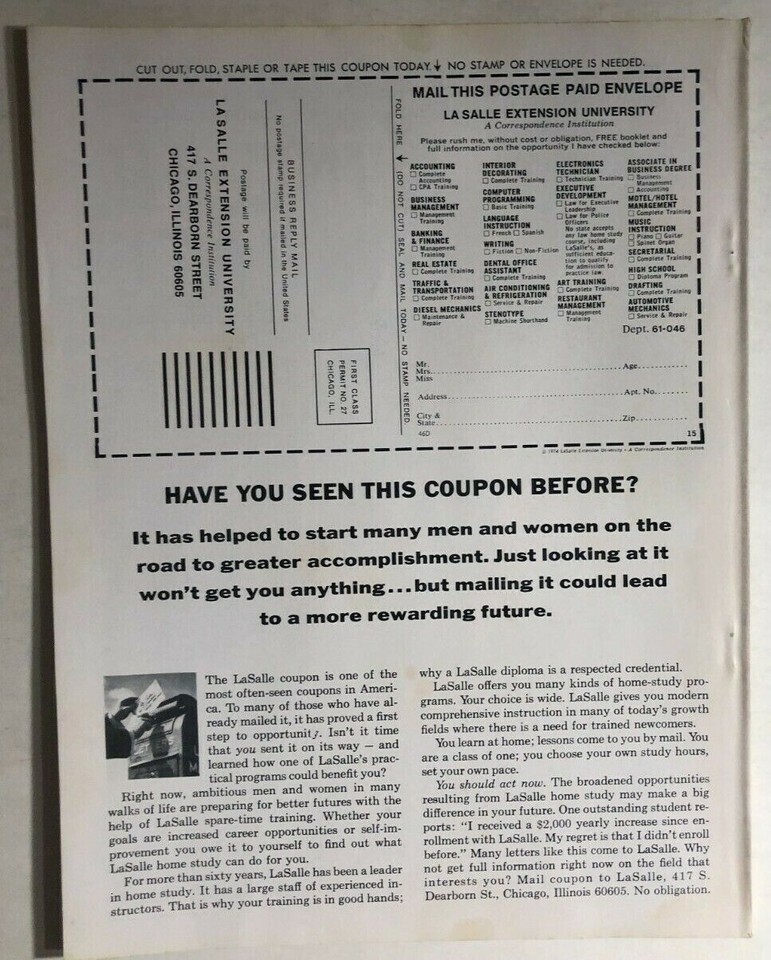 CUT OUT, FOLD, STAPLE OR TAPE THIS COUPON TODAY. NO STAMP OR ENVELOPE IS NEEDED.
BUSINESS REPLY MAIL
No postage stamp required if mailed in the United States
Postage will be paid by
LA SALLE EXTENSION UNIVERSITY
A Correspondence Institution
417 S. DEARBORN STREET
CHICAGO, ILLINOIS 60605
FIRST CLASS
PERMIT NO. 27
CHICAGO, ILL.
FOLD HERE (DO NOT CUT) SEAL AND MAIL TODAY — NO STAMP NEEDED
MAIL THIS POSTAGE PAID ENVELOPE
LA SALLE EXTENSION UNIVERSITY
A Correspondence Institution
Please rush me, without cost or obligation, FREE booklet and
full information on the opportunity I have checked below:
ACCOUNTING
Complete
Accounting
CPA Training
BUSINESS
MANAGEMENT
Management
Training
BANKING
& FINANCE
Management
Training
REAL ESTATE
Complete Training
TRAFFIC &
TRANSPORTATION
Complete Training
DIESEL MECHANICS
Maintenance &
Repair
INTERIOR
DECORATING
Complete Training
COMPUTER
PROGRAMMING
Basic Training
LANGUAGE
INSTRUCTION
French Spanish
WRITING
Fiction Non-Fiction
DENTAL OFFICE
ASSISTANT
Complete Training
AIR CONDITIONING
& REFRIGERATION
Service & Repair
STENOTYPE
Machine Shorthand
ELECTRONICS
TECHNICIAN
Technician Training
EXECUTIVE
DEVELOPMENT
Law for Executive
Leadership
Law for Police
Officers
No state accepts
any law home study
course, including
LaSalle's, as
sufficient educa-
tion to qualify
for admission to
practice law.
ART TRAINING
Complete Training
RESTAURANT
MANAGEMENT
Management
Training
ASSOCIATE IN
BUSINESS DEGREE
Business
Management
Accounting
MOTEL/HOTEL
MANAGEMENT
Complete Training
MUSIC
INSTRUCTION
Piano Guitar
Spinet Organ
SECRETARIAL
Complete Training
HIGH SCHOOL
Diploma Program
DRAFTING
Complete Training
AUTOMOTIVE
MECHANICS
Service & Repair
Dept. 61-046
Mr.
Mrs.
Miss
Age
Address
Apt. No.
City &
State
Zip
46D
15
© 1974 LaSalle Extension University • A Correspondence Institution
HAVE YOU SEEN THIS COUPON BEFORE?
It has helped to start many men and women on the
road to greater accomplishment. Just looking at it
won't get you anything...but mailing it could lead
to a more rewarding future.
The LaSalle coupon is one of the
most often-seen coupons in Ameri-
ca. To many of those who have al-
ready mailed it, it has proved a first
step to opportunity. Isn't it time
that you sent it on its way — and
learned how one of LaSalle's prac-
tical programs could benefit you?
Right now, ambitious men and women in many
walks of life are preparing for better futures with the
help of LaSalle spare-time training. Whether your
goals are increased career opportunities or self-im-
provement you owe it to yourself to find out what
LaSalle home study can do for you.
For more than sixty years, LaSalle has been a leader
in home study. It has a large staff of experienced in-
structors. That is why your training is in good hands;
why a LaSalle diploma is a respected credential.
LaSalle offers you many kinds of home-study pro-
grams. Your choice is wide. LaSalle gives you modern
comprehensive instruction in many of today's growth
fields where there is a need for trained newcomers.
You learn at home; lessons come to you by mail. You
are a class of one; you choose your own study hours,
set your own pace.
You should act now. The broadened opportunities
resulting from LaSalle home study may make a big
difference in your future. One outstanding student re-
ports: "I received a $2,000 yearly increase since en-
rollment with LaSalle. My regret is that I didn't enroll
before." Many letters like this come to LaSalle. Why
not get full information right now on the field that
interests you? Mail coupon to LaSalle, 417 S.
Dearborn St., Chicago, Illinois 60605. No obligation.